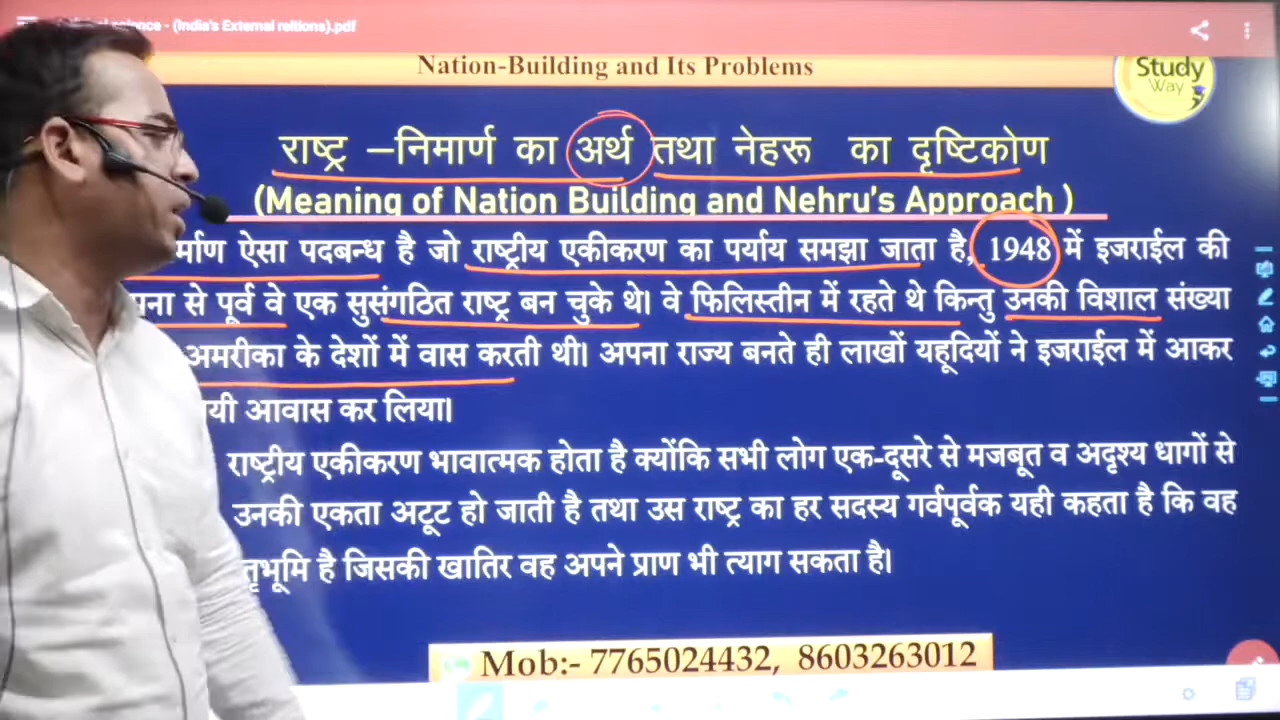 science - (India's External reltions).pdf
Nation-Building and Its Problems
Study
Way
राष्ट्र –निमार्ण का अर्थ तथा नेहरू का दृष्टिकोण
(Meaning of Nation Building and Nehru's Approach )
ऐसा पदबन्ध है जो राष्ट्रीय एकीकरण का पर्याय समझा जाता है, 1948 में इजराईल की
से पूर्व वे एक सुसंगठित राष्ट्र बन चुके थे। वे फिलिस्तीन में रहते थे किन्तु उनकी विशाल संख्या
अमरीका के देशों में वास करती थी। अपना राज्य बनते ही लाखों यहूदियों ने इजराईल में आकर
आवास कर लिया।
राष्ट्रीय एकीकरण भावात्मक होता है क्योंकि सभी लोग एक-दूसरे से मजबूत व अदृश्य धागों से
उनकी एकता अटूट हो जाती है तथा उस राष्ट्र का हर सदस्य गर्वपूर्वक यही कहता है कि वह
है जिसकी खातिर वह अपने प्राण भी त्याग सकता है।
Mob:- 7765024432, 8603263012